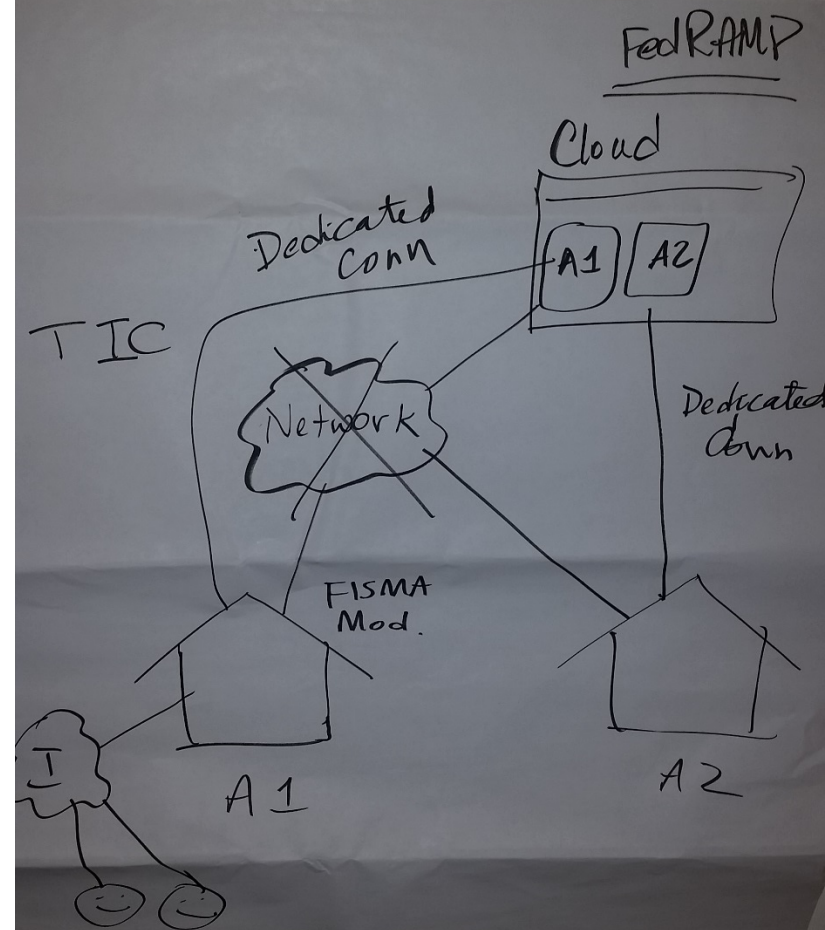 FedRAMP
Cloud
Dedicated
Conn
A1
A2
TIC
Network
Dedicated
Conn
FISMA
Mod.
I
A1
A2